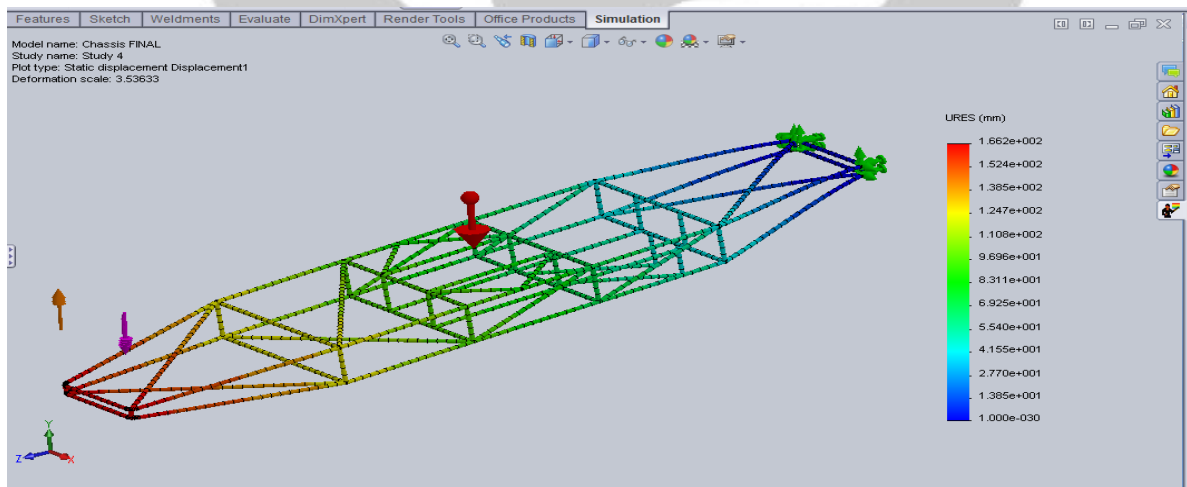 Features Sketch Weldments Evaluate DimXpert Render Tools Office Products Simulation
Model name: Chassis FINAL
Study name: Study 4
Plot type: Static displacement Displacement1
Deformation scale: 3.53633
URES (mm)
1.662e+002
1.524e+002
1.385e+002
1.247e+002
1.108e+002
9.696e+001
8.311e+001
6.925e+001
5.540e+001
4.155e+001
2.770e+001
1.385e+001
1.000e-030
Y
Z
X